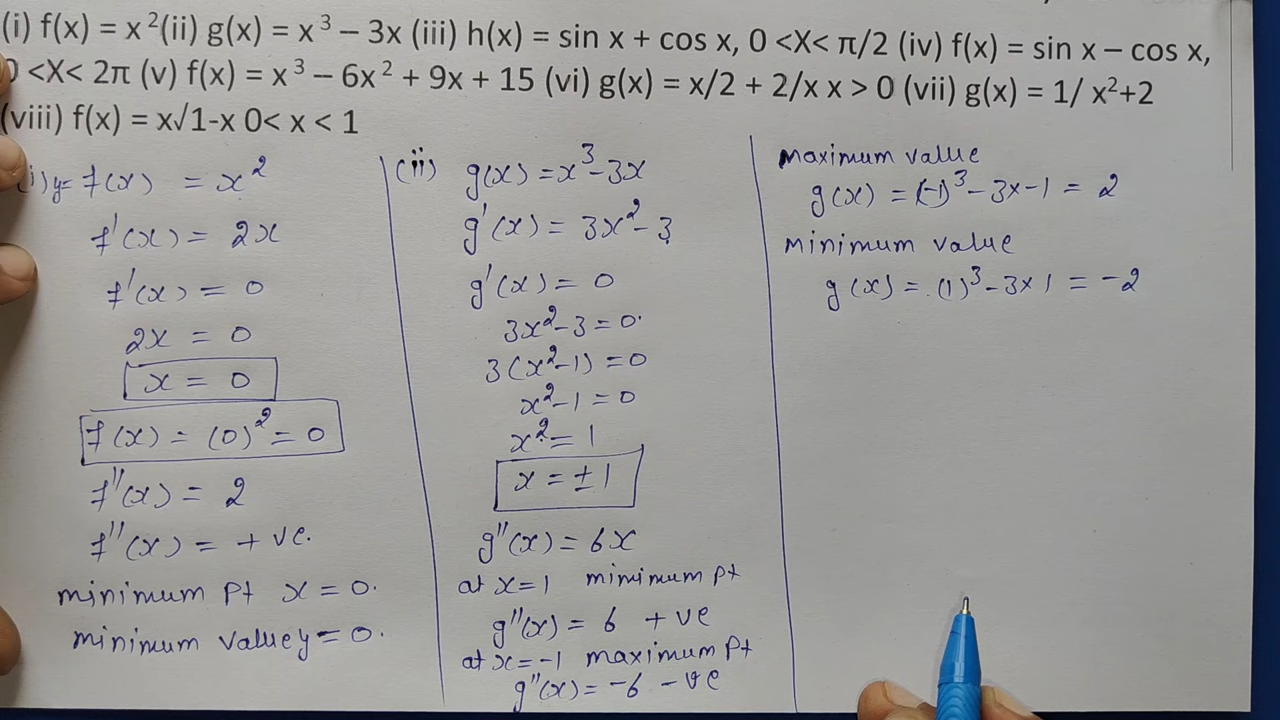 (i) f(x) = x² (ii) g(x) = x³ – 3x (iii) h(x) = sin x + cos x, 0 <X< π/2 (iv) f(x) = sin x – cos x,
0 <X< 2π (v) f(x) = x³ – 6x² + 9x + 15 (vi) g(x) = x/2 + 2/x x > 0 (vii) g(x) = 1/ x²+2
(viii) f(x) = x√1-x 0< x < 1
i) y= f(x) = x²
f'(x) = 2x
f'(x) = 0
2x = 0
x = 0
f(x) = (0)² = 0
f''(x) = 2
f''(x) = + ve.
minimum pt x = 0.
minimum value y = 0.
(ii) g(x) = x³-3x
g'(x) = 3x²-3
g'(x) = 0
3x²-3 = 0
3(x²-1) = 0
x²-1 = 0
x² = 1
x = ±1
g''(x) = 6x
at x=1 minimum pt
g''(x) = 6 +ve
at x=-1 maximum pt
g''(x) = -6 -ve
maximum value
g(x) = (-1)³ - 3x-1 = 2
minimum value
g(x) = (1)³ - 3x1 = -2